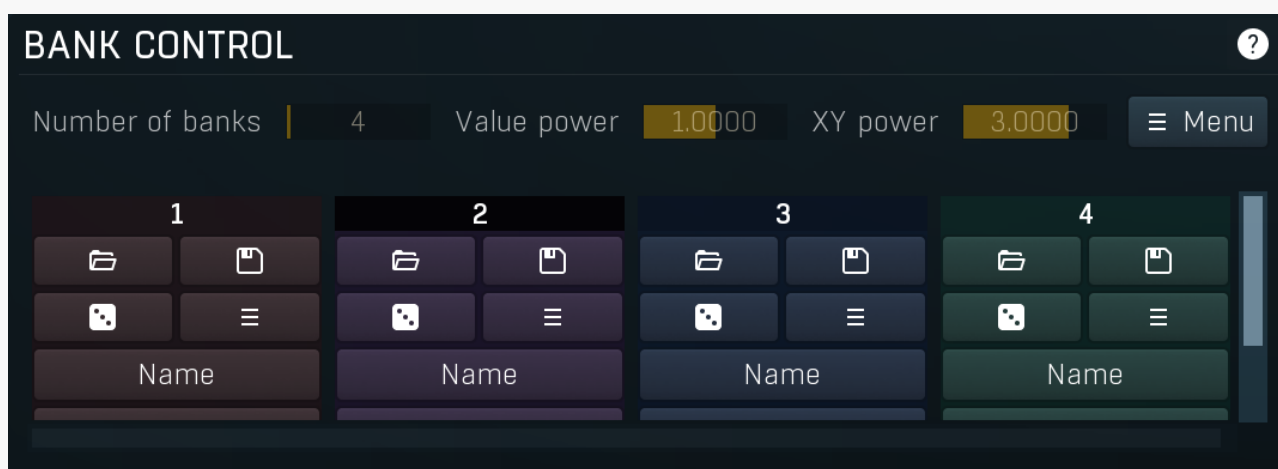 BANK CONTROL ?
Number of banks 4 Value power 1.0000 XY power 3.0000 Menu
1 2 3 4
Name Name Name Name